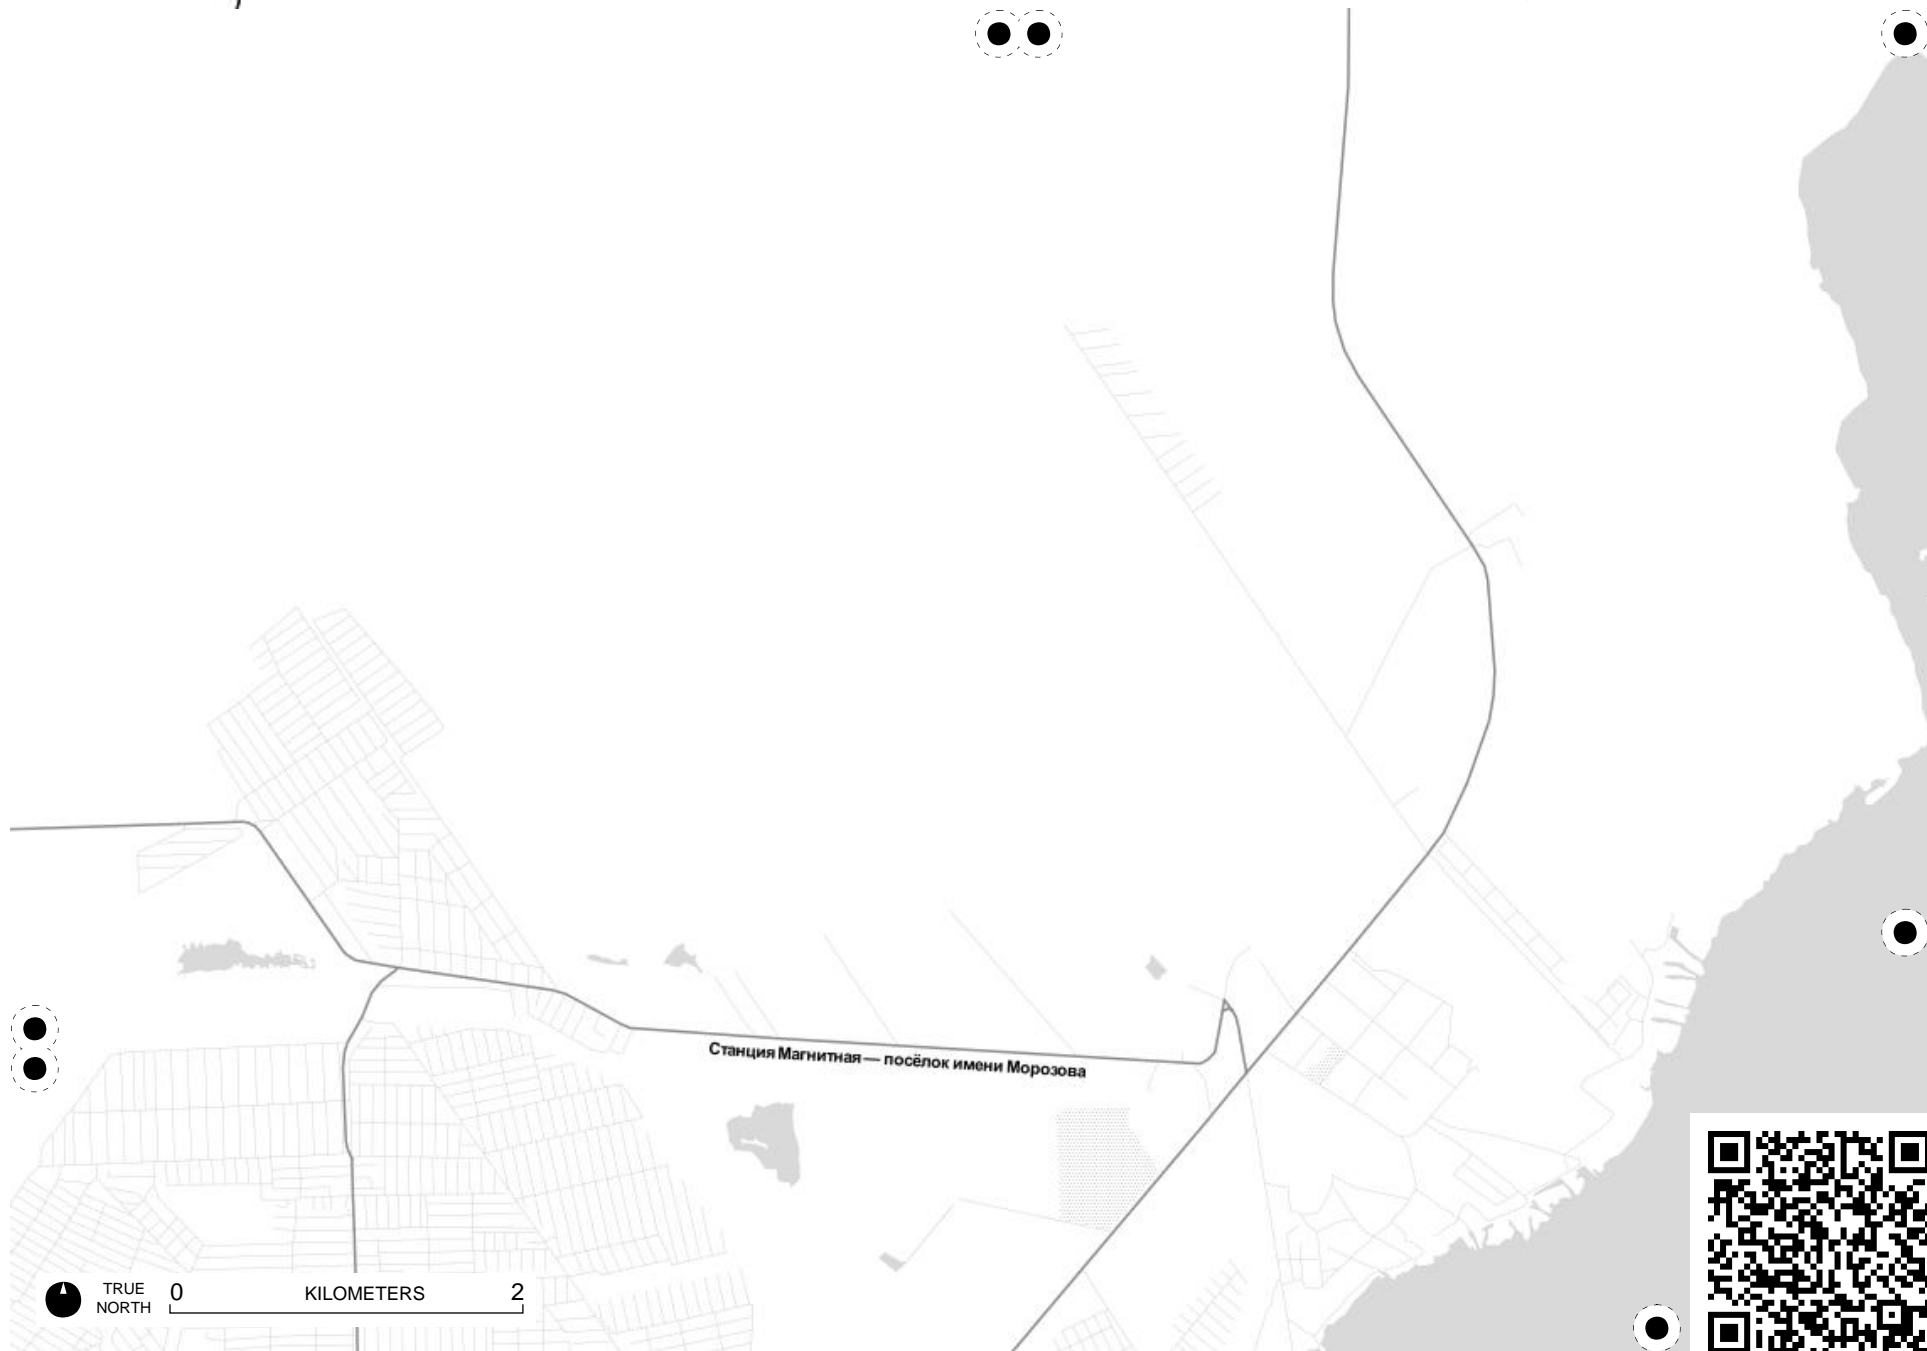 Станция Магнитная — посёлок имени Морозова
TRUE
NORTH
0 KILOMETERS 2